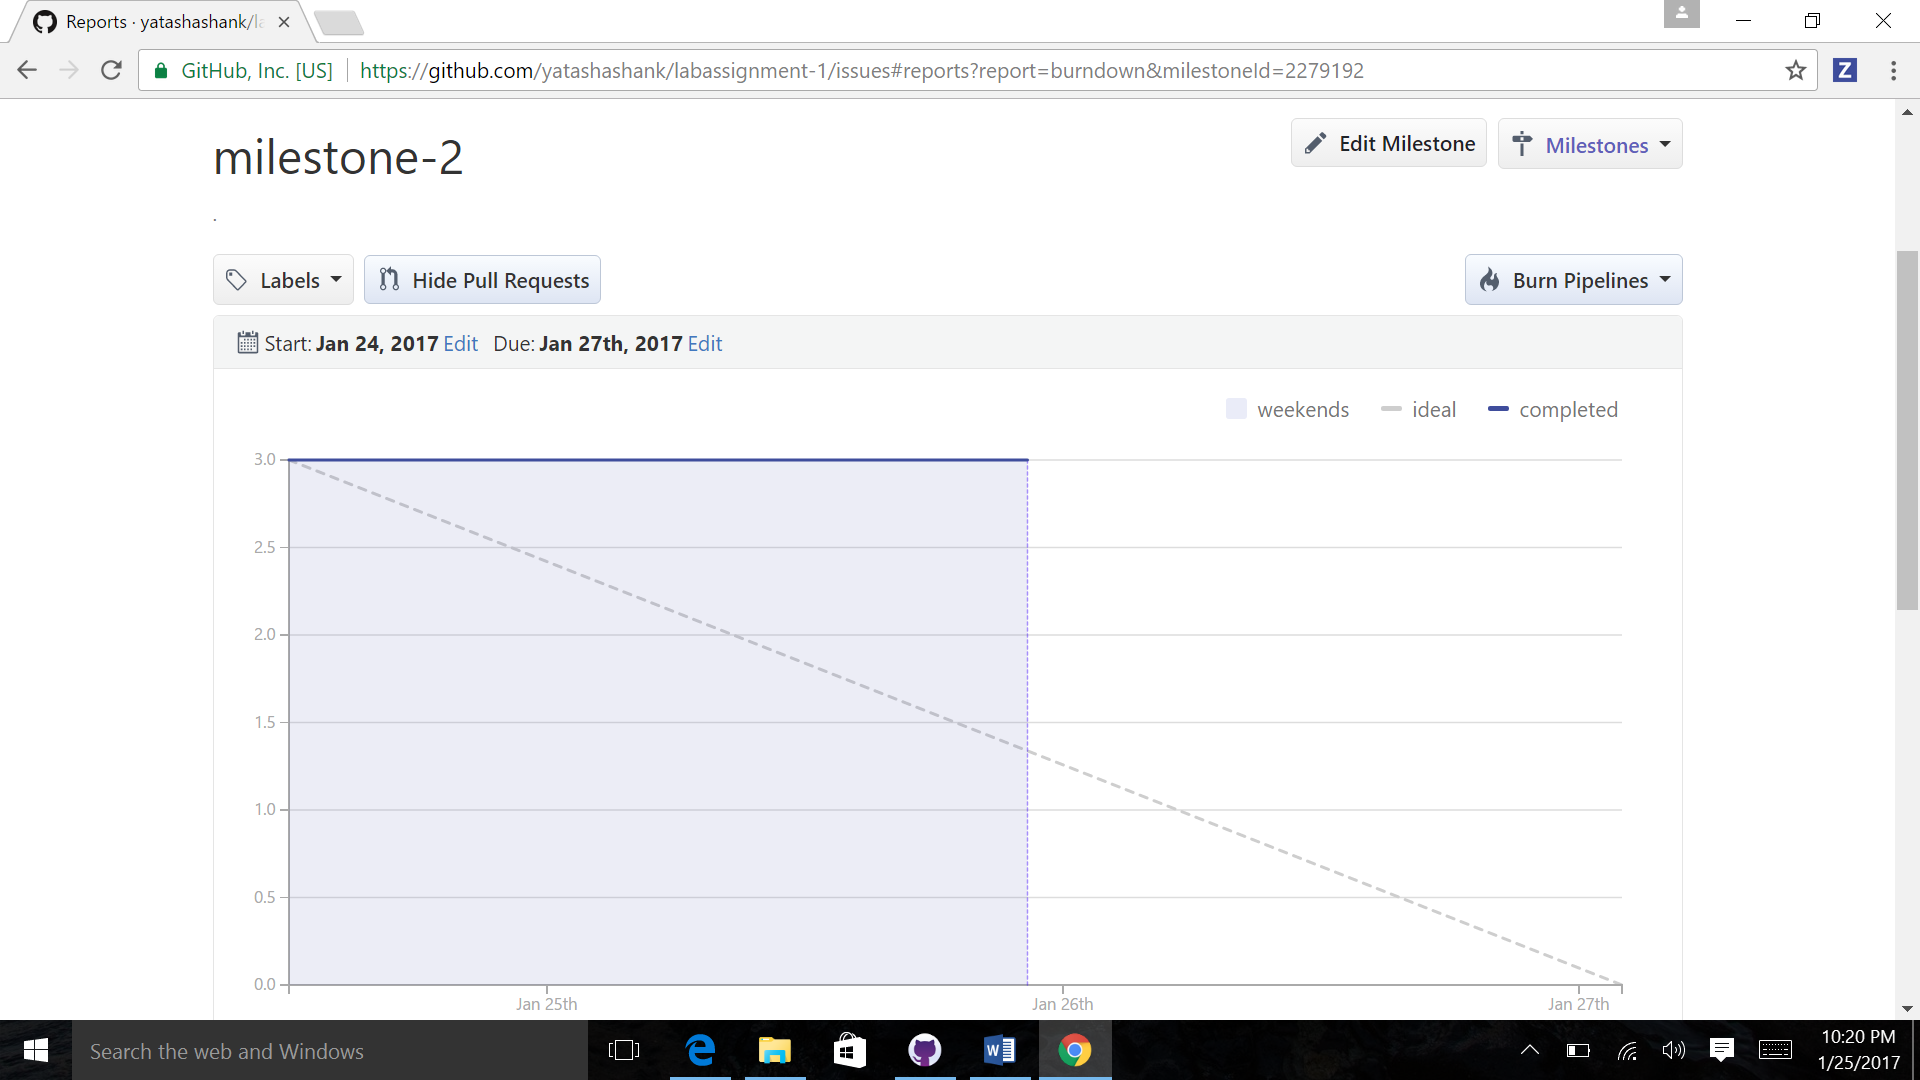 Reports · yatashashank/la
GitHub, Inc. [US]
https://github.com/yatashashank/labassignment-1/issues#reports?report=burndown&milestoneId=2279192
Z
milestone-2
Edit Milestone
Milestones
.
Labels
Hide Pull Requests
Burn Pipelines
Start: Jan 24, 2017 Edit Due: Jan 27th, 2017 Edit
weekends
ideal
completed
3.0
2.5
2.0
1.5
1.0
0.5
0.0
Jan 25th
Jan 26th
Jan 27th
Search the web and Windows
10:20 PM
1/25/2017